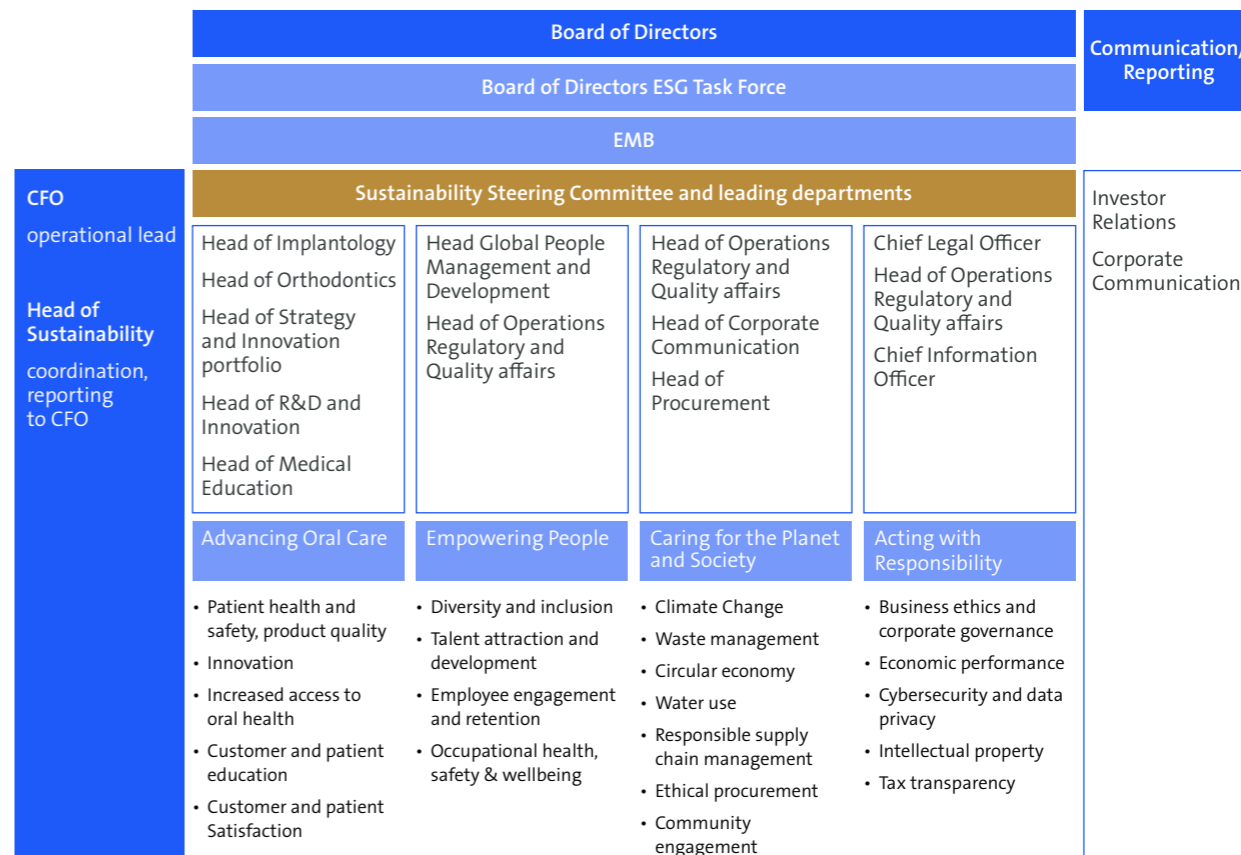 Board of Directors
Communication/
Reporting
Board of Directors ESG Task Force
EMB
CFO
operational lead
Head of
Sustainability
coordination,
reporting
to CFO
Sustainability Steering Committee and leading departments
Head of Implantology
Head of Orthodontics
Head of Strategy
and Innovation
portfolio
Head of R&D and
Innovation
Head of Medical
Education
Head Global People
Management and
Development
Head of Operations
Regulatory and
Quality affairs
Head of Operations
Regulatory and
Quality affairs
Head of Corporate
Communication
Head of
Procurement
Chief Legal Officer
Head of Operations
Regulatory and
Quality affairs
Chief Information
Officer
Investor
Relations
Corporate
Communication
Advancing Oral Care
• Patient health and
safety, product quality
• Innovation
• Increased access to
oral health
• Customer and patient
education
• Customer and patient
Satisfaction
Empowering People
• Diversity and inclusion
• Talent attraction and
development
• Employee engagement
and retention
• Occupational health,
safety & wellbeing
Caring for the Planet
and Society
• Climate Change
• Waste management
• Circular economy
• Water use
• Responsible supply
chain management
• Ethical procurement
• Community
engagement
Acting with
Responsibility
• Business ethics and
corporate governance
• Economic performance
• Cybersecurity and data
privacy
• Intellectual property
• Tax transparency